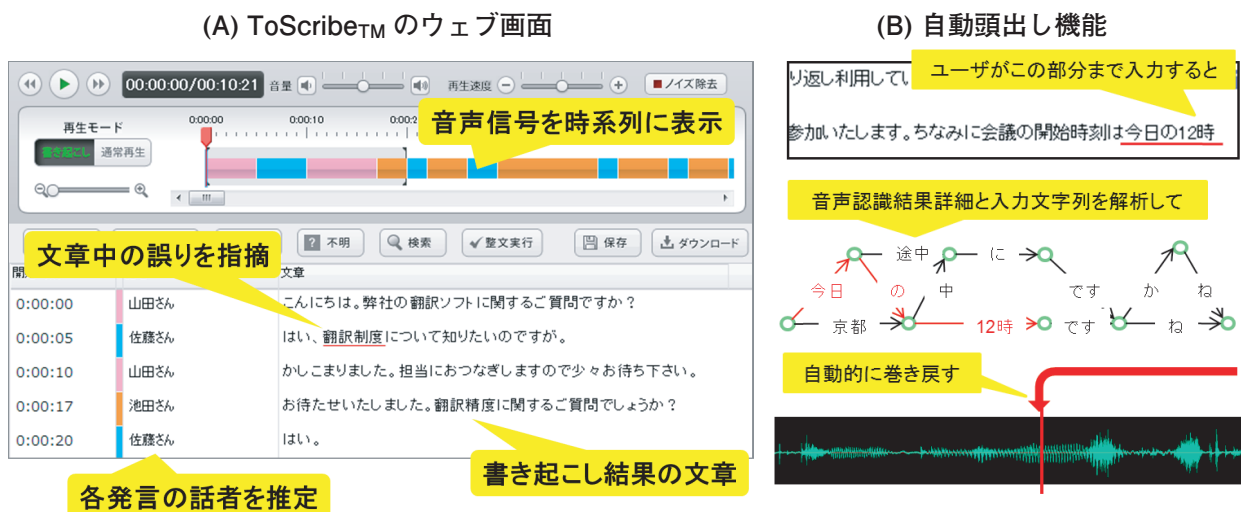 (A) ToScribeTM のウェブ画面
00:00:00/00:10:21 音量 再生速度 ノイズ除去
再生モード
書き起こし 通常再生
0:00:00 0:00:10
音声信号を時系列に表示
文章中の誤りを指摘
? 不明 検索 整文実行 保存 ダウンロード
文章
0:00:00 山田さん こんにちは。弊社の翻訳ソフトに関するご質問ですか?
0:00:05 佐藤さん はい、翻訳制度について知りたいのですが。
0:00:10 山田さん かしこまりました。担当におつなぎしますので少々お待ち下さい。
0:00:17 池田さん お待たせいたしました。翻訳精度に関するご質問でしょうか?
0:00:20 佐藤さん はい。
書き起こし結果の文章
各発言の話者を推定
(B) 自動頭出し機能
り返し利用してい
ユーザがこの部分まで入力すると
参加いたします。ちなみに会議の開始時刻は今日の12時
音声認識結果詳細と入力文字列を解析して
途中 に
今日 の 中 です か ね
京都 12時 です ね
自動的に巻き戻す